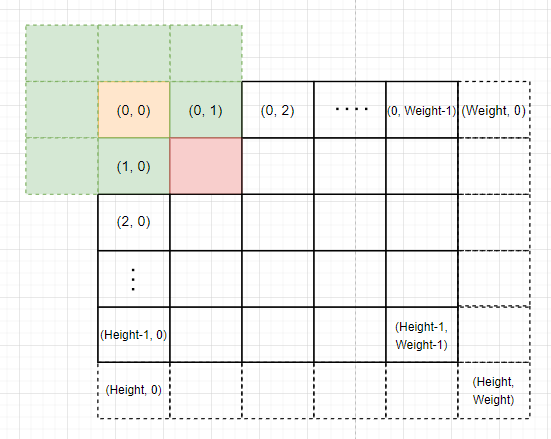 (0, 0) (0, 1) (0, 2) ···· (0, Weight-1) (Weight, 0)
(1, 0)
(2, 0)
⋮
(Height-1, 0) (Height-1,
Weight-1)
(Height, 0) (Height,
Weight)